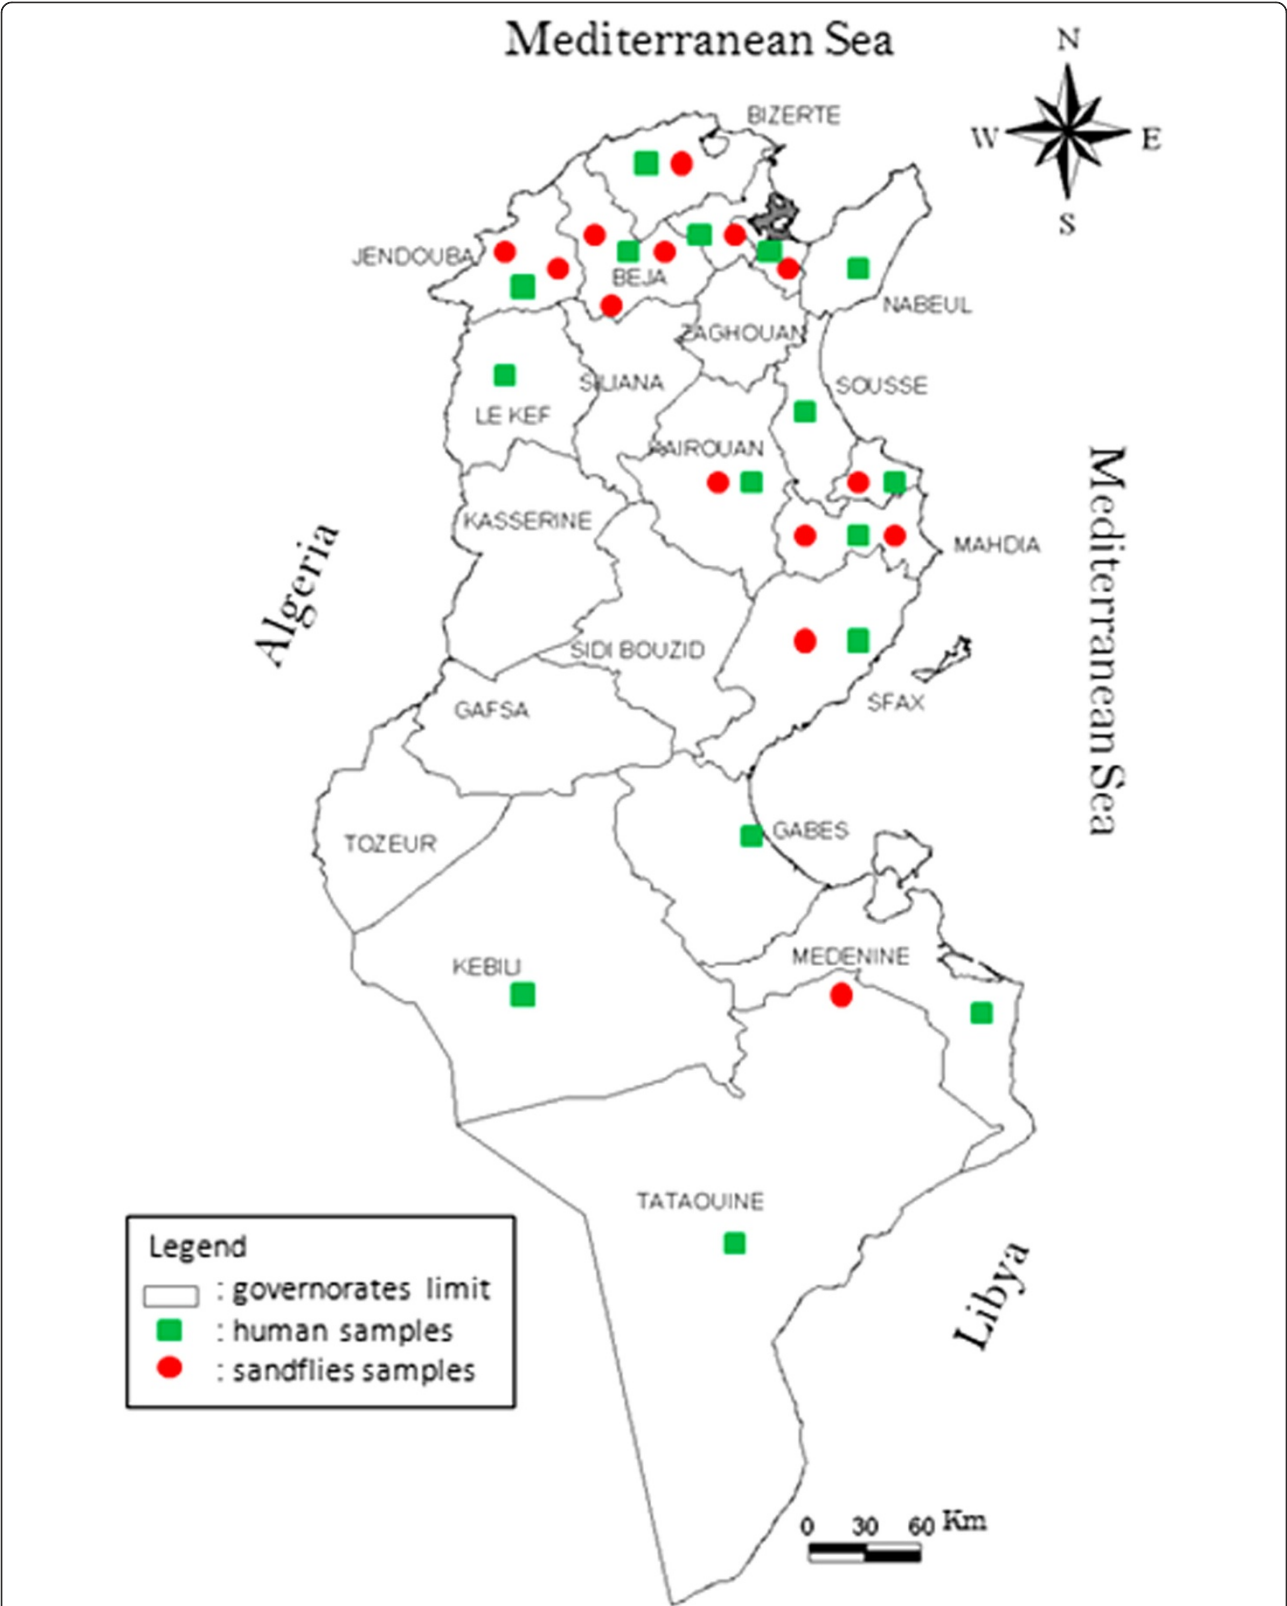 Mediterranean Sea
N
W
E
S
BIZERTE
JENDOUBA
BEJA
NABEUL
ZAGHOUAN
SILIANA
SOUSSE
LE KEF
KAIROUAN
KASSERINE
MAHDIA
Mediterranean Sea
Algeria
SIDI BOUZID
SFAX
GAFSA
GABES
TOZEUR
MEDENINE
KEBILI
TATAOUINE
Libya
Legend
: governorates limit
: human samples
: sandflies samples
0 30 60 Km